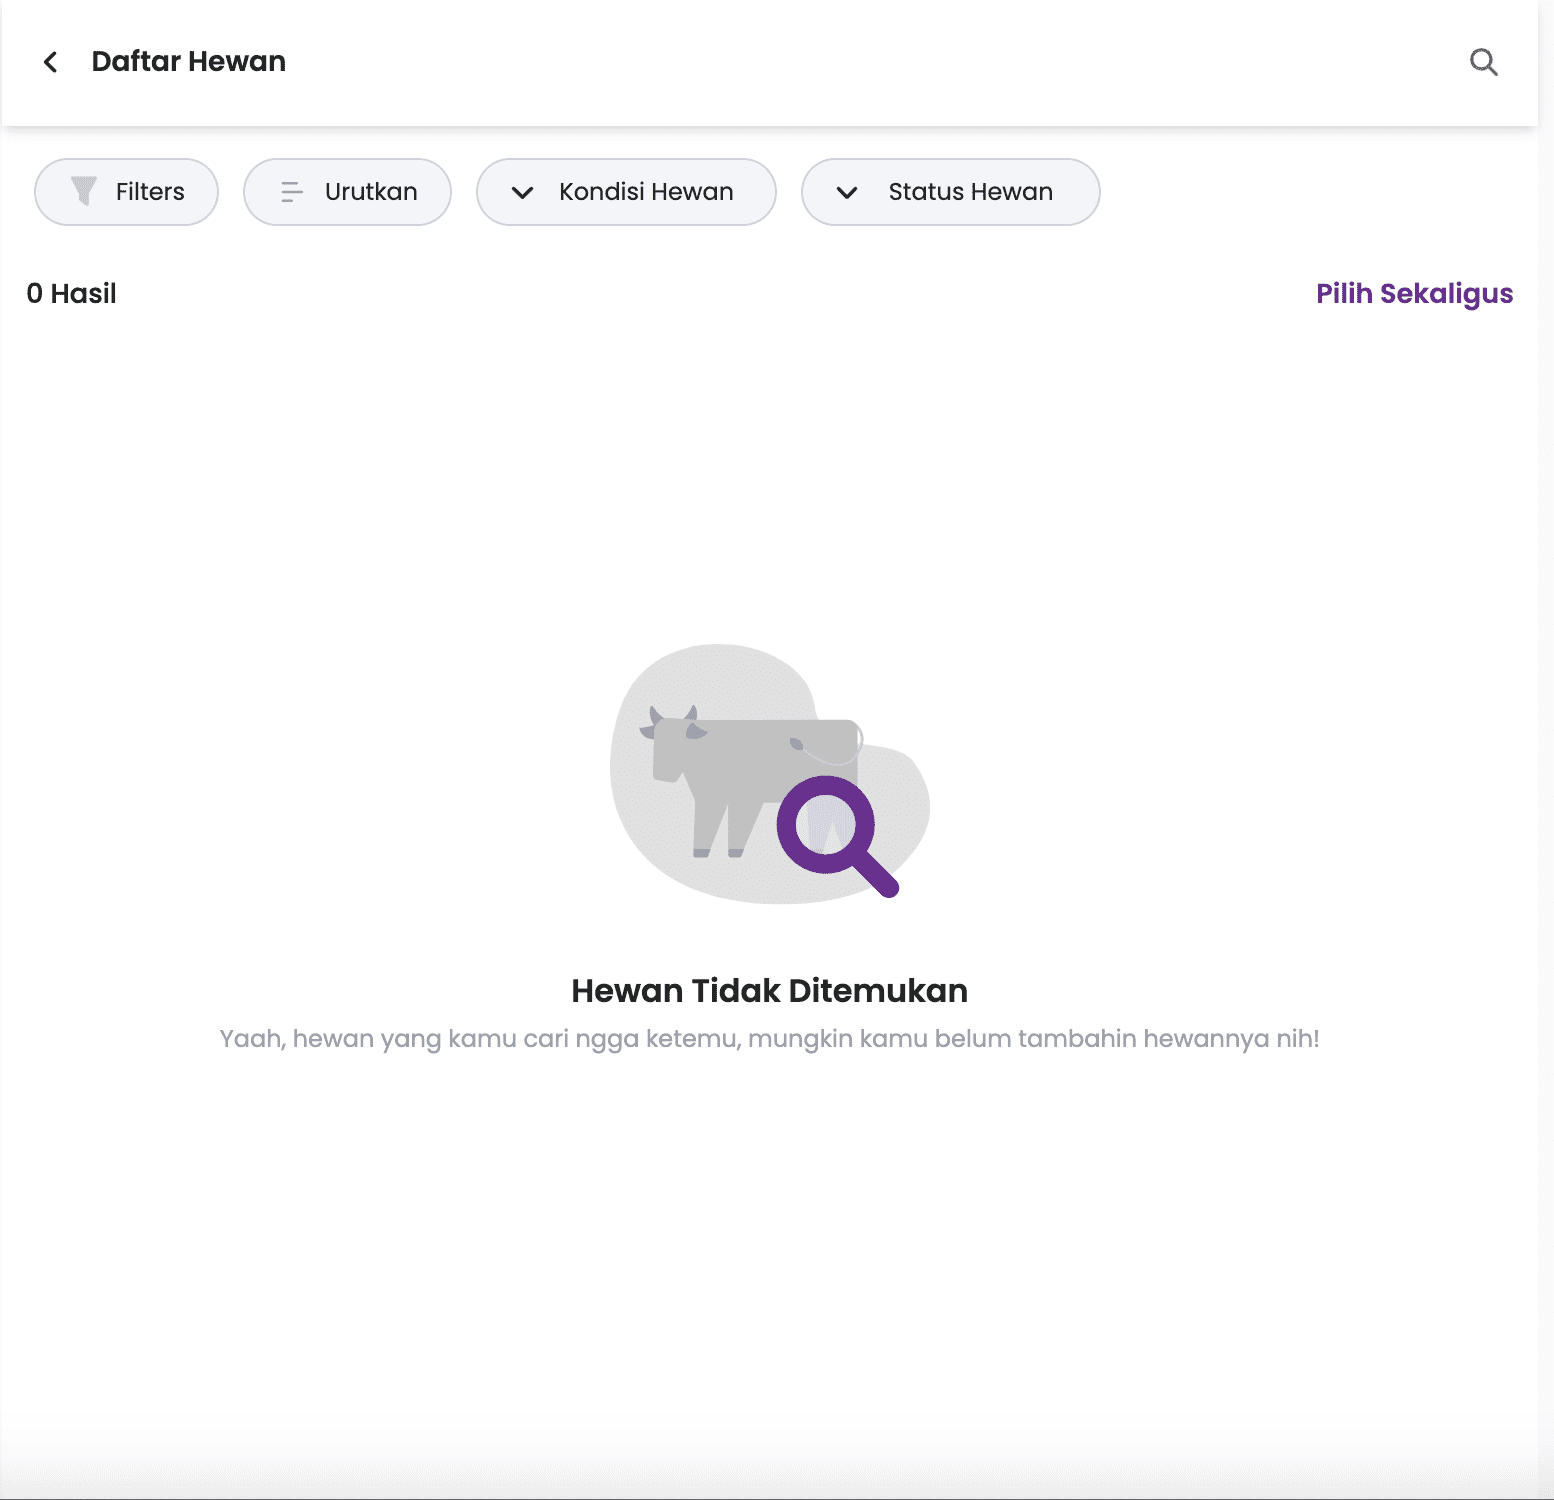 Daftar Hewan
Filters
Urutkan
Kondisi Hewan
Status Hewan
0 Hasil
Pilih Sekaligus
Hewan Tidak Ditemukan
Yaah, hewan yang kamu cari ngga ketemu, mungkin kamu belum tambahin hewannya nih!